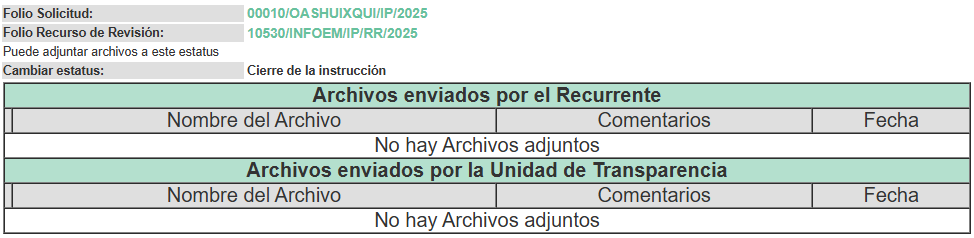 Folio Solicitud: 00010/OASHUIXQUI/IP/2025
Folio Recurso de Revisión: 10530/INFOEM/IP/RR/2025
Puede adjuntar archivos a este estatus
Cambiar estatus: Cierre de la instrucción
Archivos enviados por el Recurrente
Nombre del Archivo Comentarios Fecha
No hay Archivos adjuntos
Archivos enviados por la Unidad de Transparencia
Nombre del Archivo Comentarios Fecha
No hay Archivos adjuntos